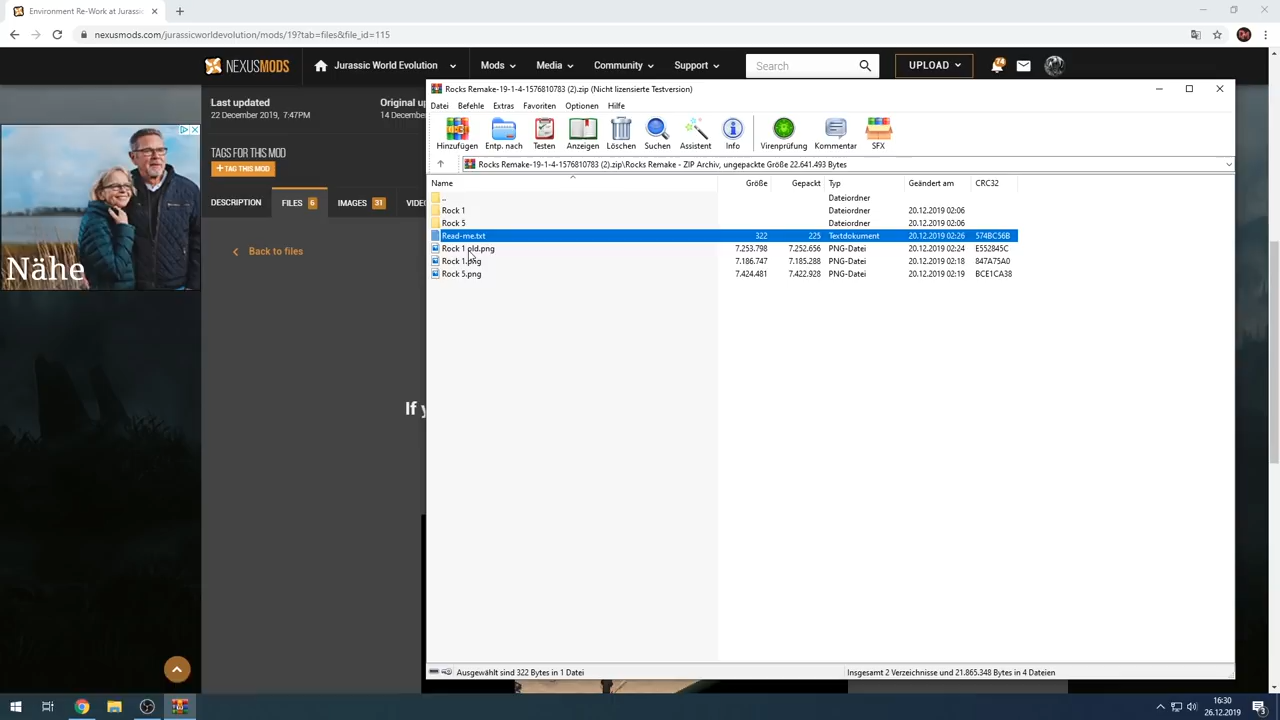 Environment Re-Work at Jurassic
nexusmods.com/jurassicworldevolution/mods/19?tab=files&file_id=115
NEXUSMODS
Jurassic World Evolution
Mods
Media
Community
Support
Search
UPLOAD
74
Last updated
22 December 2019, 7:47PM
Original u
14 December
TAGS FOR THIS MOD
+ TAG THIS MOD
DESCRIPTION
FILES 6
IMAGES 31
VIDE
Back to files
Nähe
If y
Rocks Remake-19-1-4-1576810783 (2).zip (Nicht lizensierte Testversion)
Datei Befehle Extras Favoriten Optionen Hilfe
Hinzufügen Entp. nach Testen Anzeigen Löschen Suchen Assistent Info Virenprüfung Kommentar SFX
Rocks Remake-19-1-4-1576810783 (2).zip\Rocks Remake - ZIP Archiv, ungepackte Größe 22.641.493 Bytes
Name Größe Gepackt Typ Geändert am CRC32
.. Dateiordner
Rock 1 Dateiordner 20.12.2019 02:06
Rock 5 Dateiordner 20.12.2019 02:06
Read-me.txt 322 225 Textdokument 20.12.2019 02:26 574BC56B
Rock 1 old.png 7.253.798 7.252.656 PNG-Datei 20.12.2019 02:24 E552845C
Rock 1.png 7.186.747 7.185.288 PNG-Datei 20.12.2019 02:18 847A75A0
Rock 5.png 7.424.481 7.422.928 PNG-Datei 20.12.2019 02:19 BCE1CA38
Ausgewählt sind 322 Bytes in 1 Datei
Insgesamt 2 Verzeichnisse und 21.865.348 Bytes in 4 Dateien
16:30
26.12.2019
3